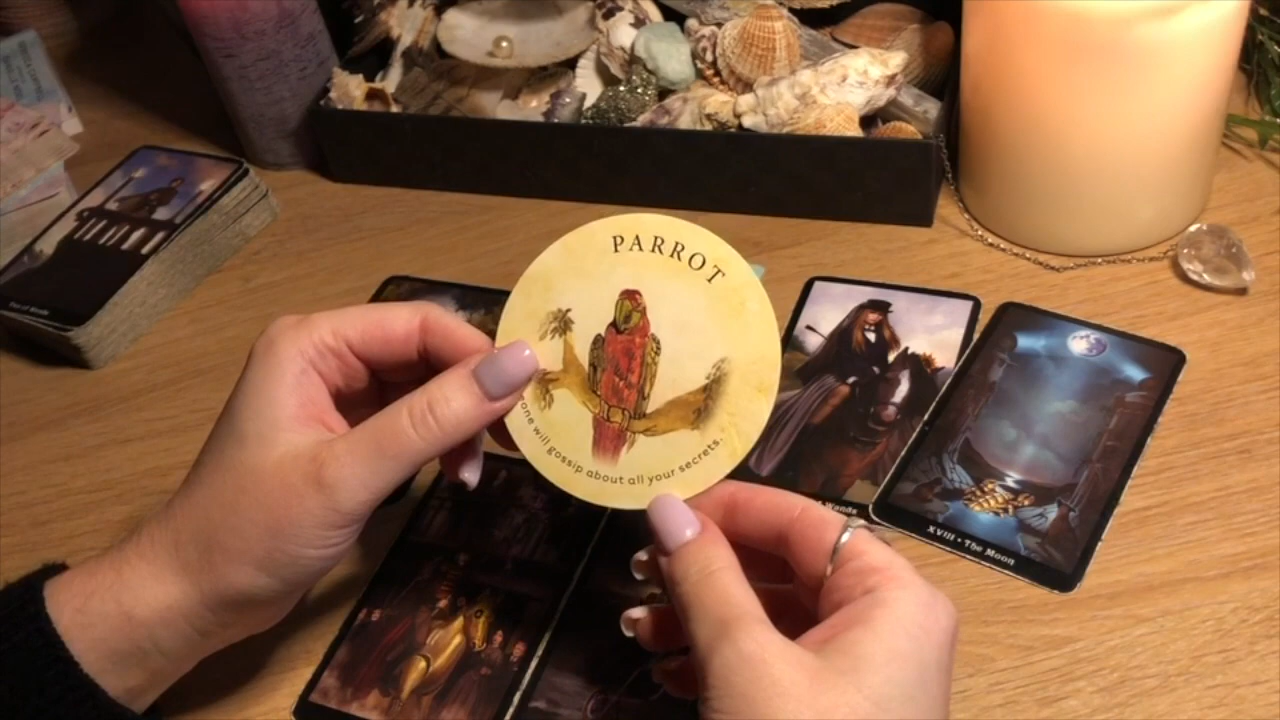 PARROT
one will gossip about all your secrets.
Wands
XVIII • The Moon